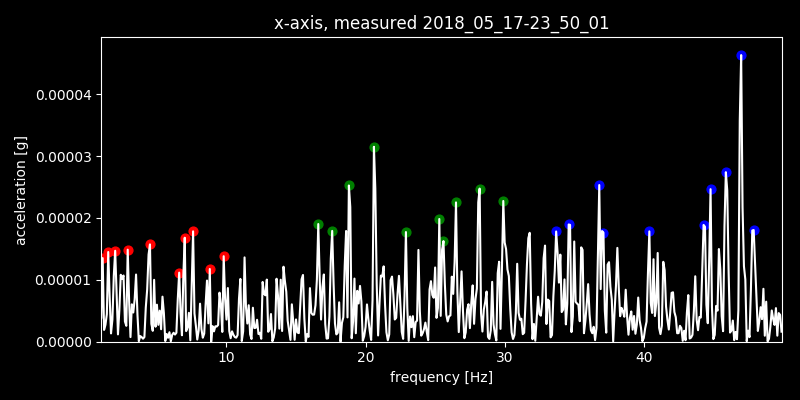 x-axis, measured 2018_05_17-23_50_01
0.00004
0.00003
0.00002
0.00001
0.00000
acceleration [g]
10 20 30 40
frequency [Hz]